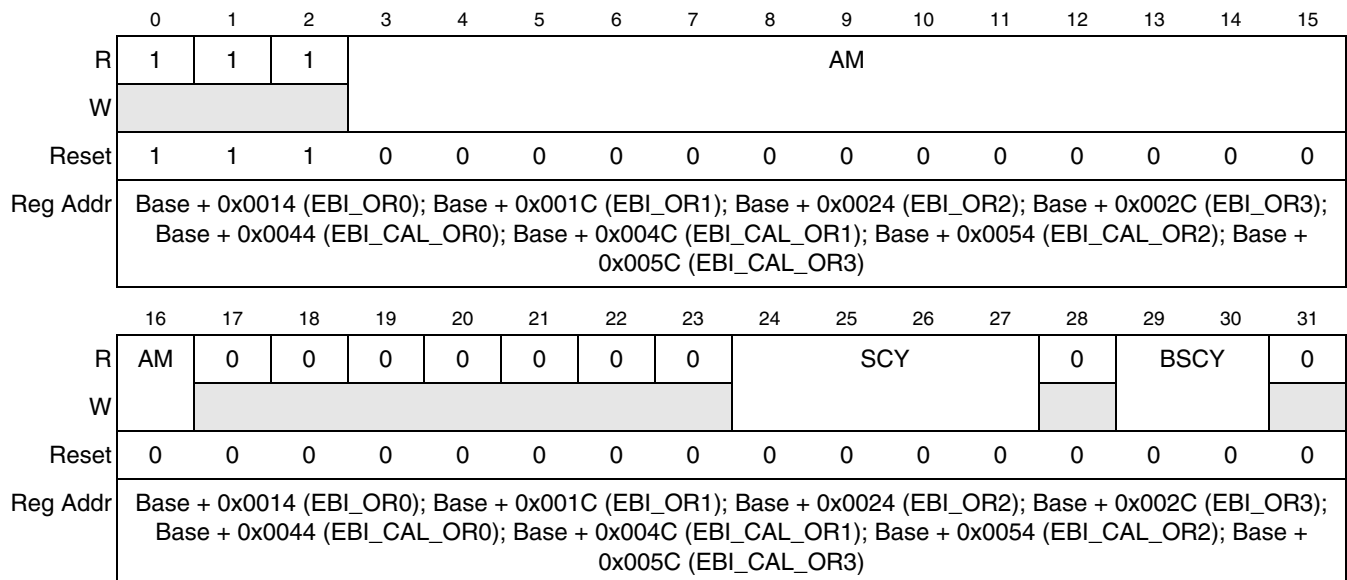 0 1 2 3 4 5 6 7 8 9 10 11 12 13 14 15
R 1 1 1 AM
W
Reset 1 1 1 0 0 0 0 0 0 0 0 0 0 0 0 0
Reg Addr Base + 0x0014 (EBI_OR0); Base + 0x001C (EBI_OR1); Base + 0x0024 (EBI_OR2); Base + 0x002C (EBI_OR3);
Base + 0x0044 (EBI_CAL_OR0); Base + 0x004C (EBI_CAL_OR1); Base + 0x0054 (EBI_CAL_OR2); Base +
0x005C (EBI_CAL_OR3)
16 17 18 19 20 21 22 23 24 25 26 27 28 29 30 31
R AM 0 0 0 0 0 0 0 SCY 0 BSCY 0
W
Reset 0 0 0 0 0 0 0 0 0 0 0 0 0 0 0 0
Reg Addr Base + 0x0014 (EBI_OR0); Base + 0x001C (EBI_OR1); Base + 0x0024 (EBI_OR2); Base + 0x002C (EBI_OR3);
Base + 0x0044 (EBI_CAL_OR0); Base + 0x004C (EBI_CAL_OR1); Base + 0x0054 (EBI_CAL_OR2); Base +
0x005C (EBI_CAL_OR3)